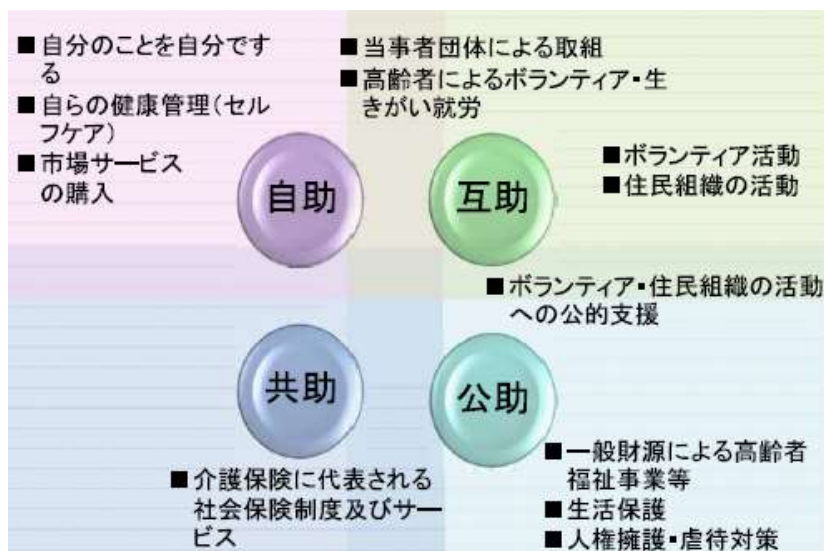 ■自分のことを自分です
る
■自らの健康管理(セル
フケア)
■市場サービス
の購入
■当事者団体による取組
■高齢者によるボランティア・生
きがい就労
自助
互助
■ボランティア活動
■住民組織の活動
■ボランティア・住民組織の活動
への公的支援
共助
公助
■介護保険に代表される
社会保険制度及びサー
ビス
■一般財源による高齢者
福祉事業等
■生活保護
■人権擁護・虐待対策